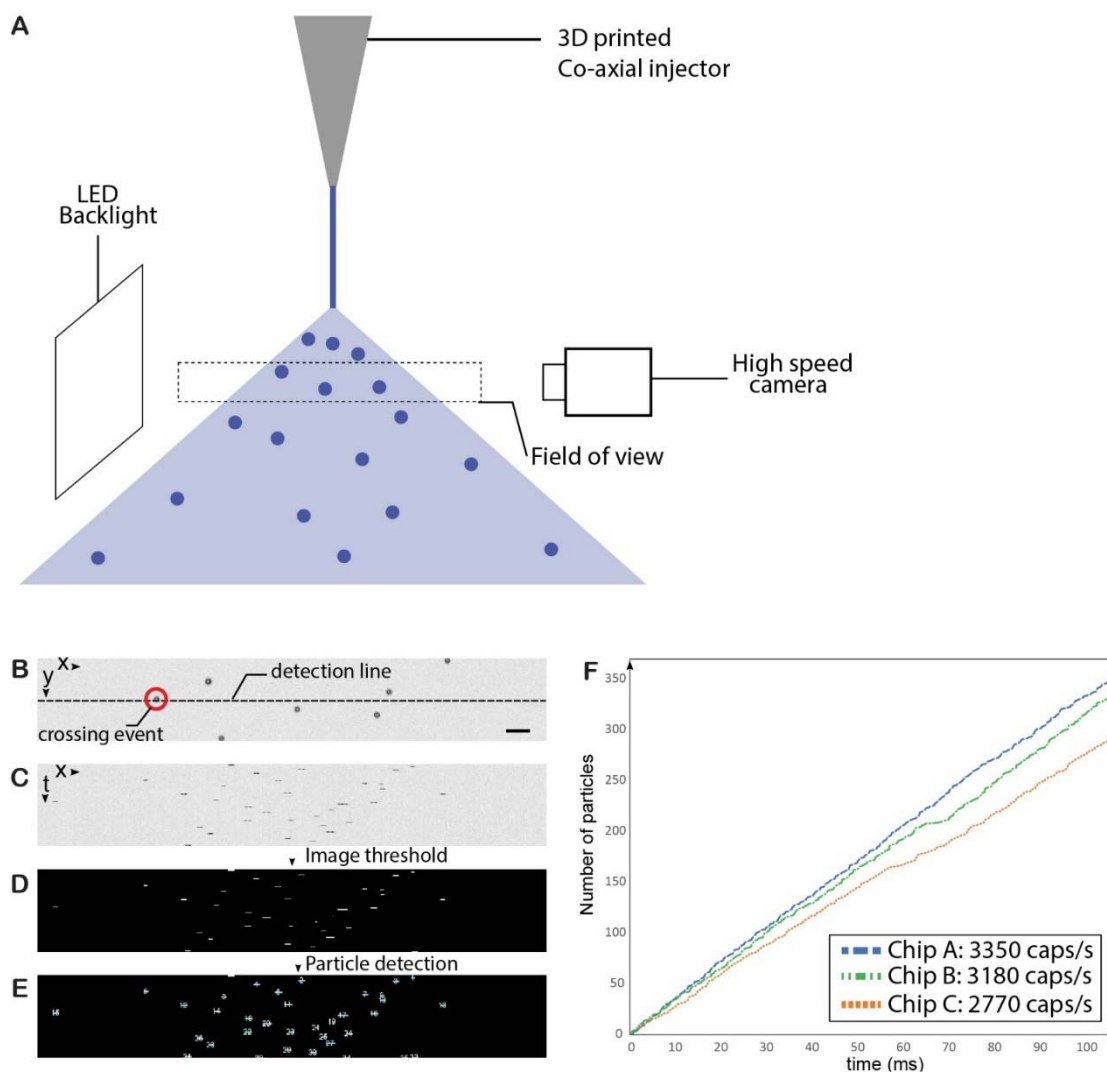 A
3D printed
Co-axial injector
LED
Backlight
High speed
camera
Field of view
B
x
y
detection line
crossing event
C
x
t
Image threshold
D
Particle detection
E
F
Number of particles
350
300
250
200
150
100
50
0
0 10 20 30 40 50 60 70 80 90 100
time (ms)
Chip A: 3350 caps/s
Chip B: 3180 caps/s
Chip C: 2770 caps/s